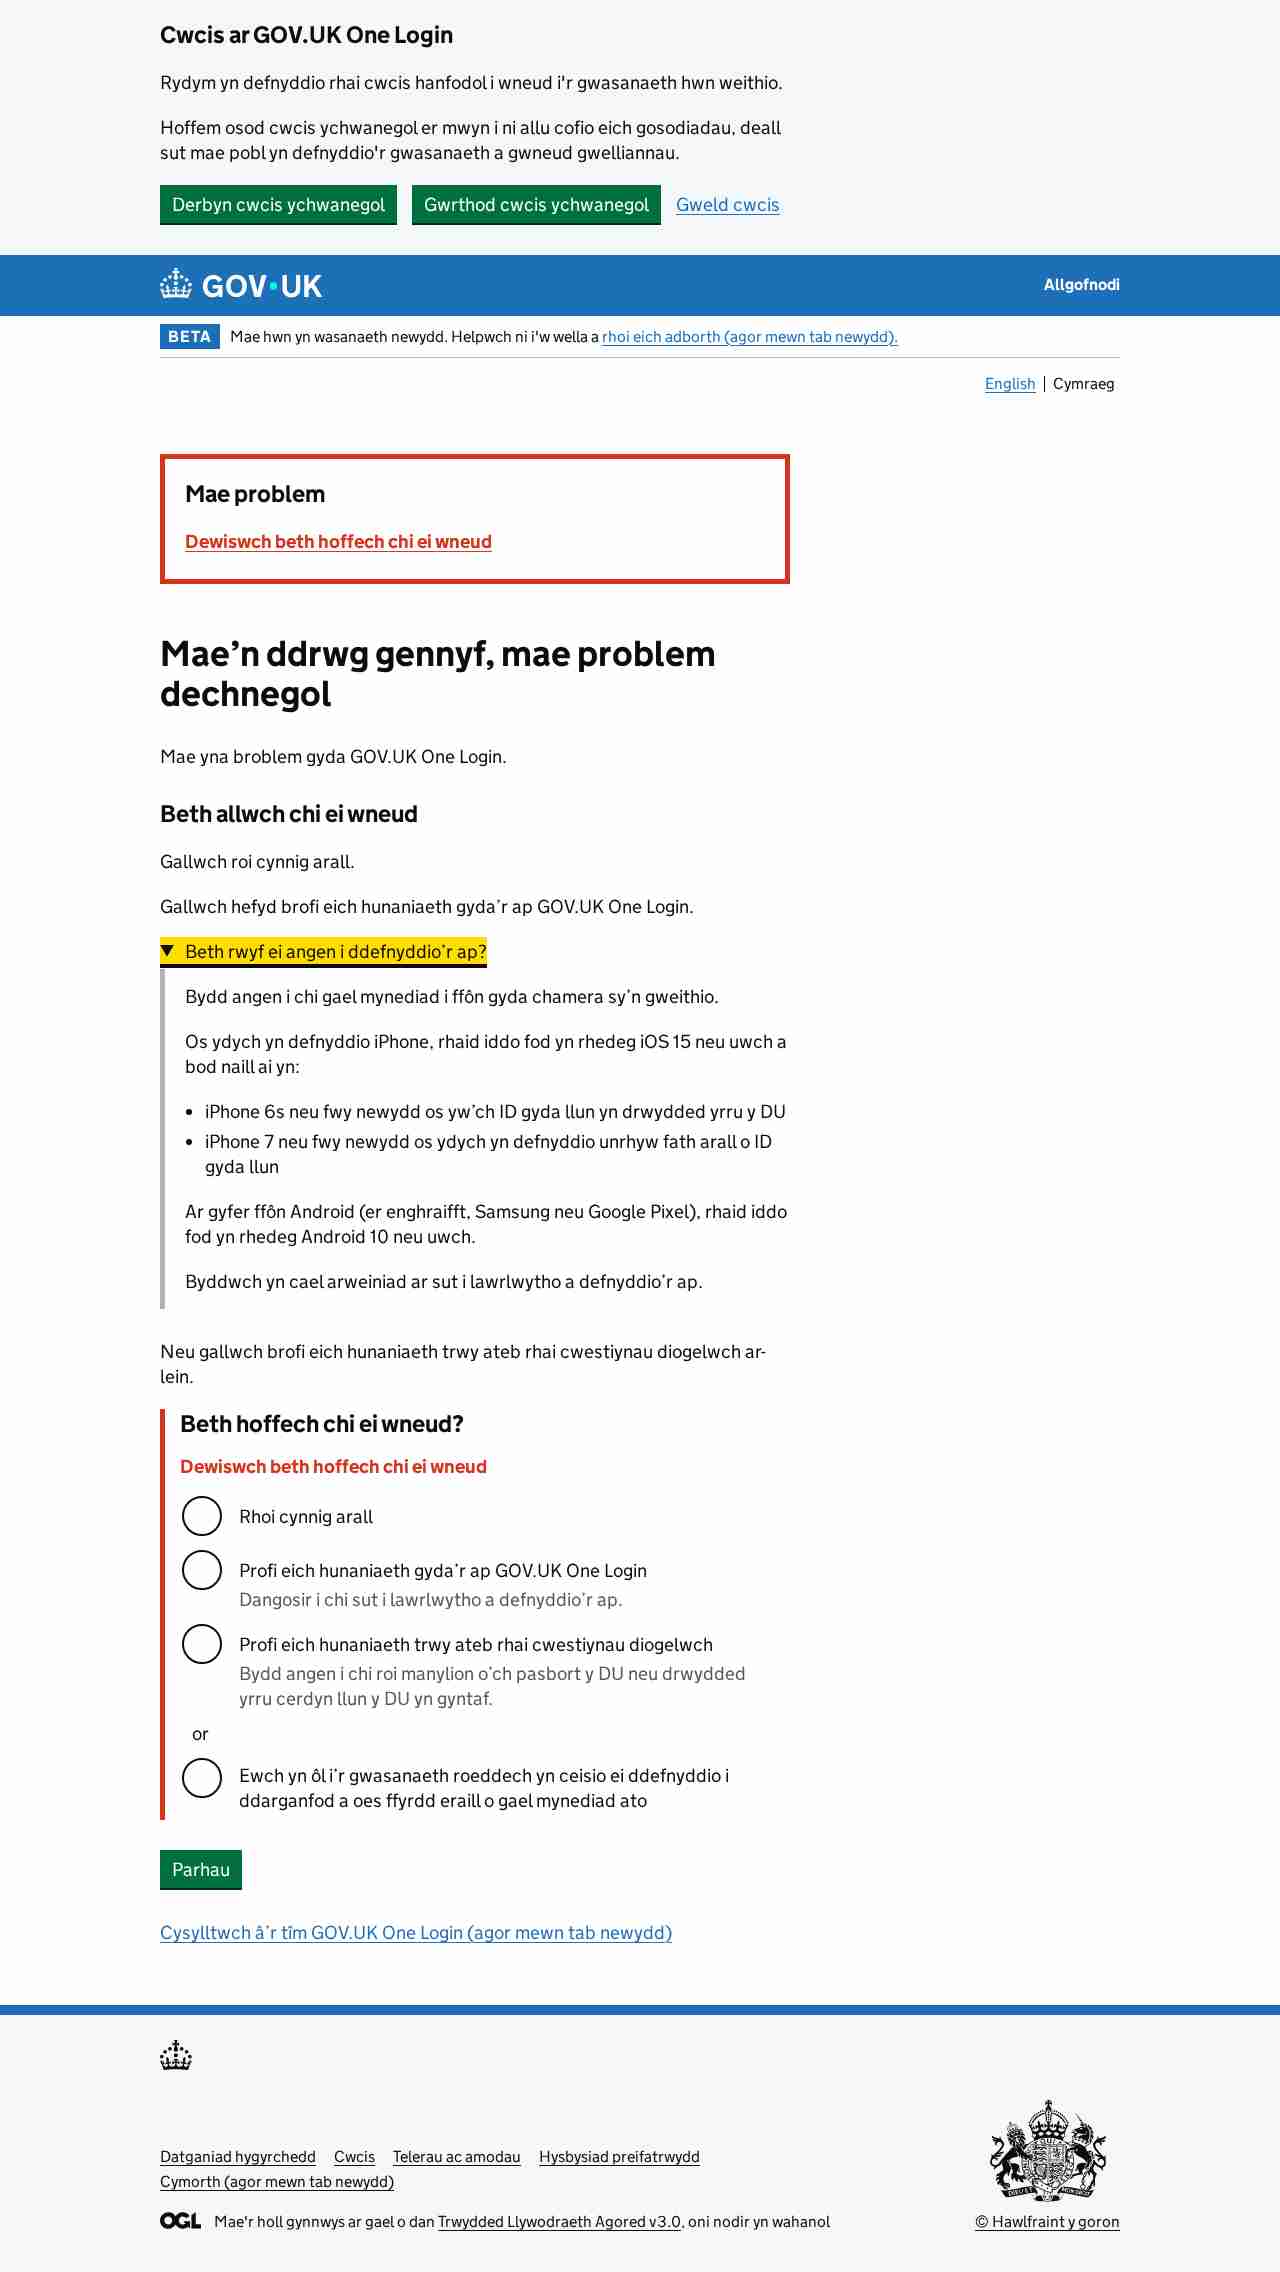 Cwcis ar GOV.UK One Login
Rydym yn defnyddio rhai cwcis hanfodol i wneud i'r gwasanaeth hwn weithio.
Hoffem osod cwcis ychwanegol er mwyn i ni allu cofio eich gosodiadau, deall
sut mae pobl yn defnyddio'r gwasanaeth a gwneud gwelliannau.
Derbyn cwcis ychwanegol Gwrthod cwcis ychwanegol Gweld cwcis
GOV·UK Allgofnodi
BETA Mae hwn yn wasanaeth newydd. Helpwch ni i'w wella a rhoi eich adborth (agor mewn tab newydd).
English Cymraeg
Mae problem
Dewiswch beth hoffech chi ei wneud
Mae’n ddrwg gennyf, mae problem
dechnegol
Mae yna broblem gyda GOV.UK One Login.
Beth allwch chi ei wneud
Gallwch roi cynnig arall.
Gallwch hefyd brofi eich hunaniaeth gyda’r ap GOV.UK One Login.
Beth rwyf ei angen i ddefnyddio’r ap?
Bydd angen i chi gael mynediad i ffôn gyda chamera sy’n gweithio.
Os ydych yn defnyddio iPhone, rhaid iddo fod yn rhedeg iOS 15 neu uwch a
bod naill ai yn:
• iPhone 6s neu fwy newydd os yw’ch ID gyda llun yn drwydded yrru y DU
• iPhone 7 neu fwy newydd os ydych yn defnyddio unrhyw fath arall o ID
gyda llun
Ar gyfer ffôn Android (er enghraifft, Samsung neu Google Pixel), rhaid iddo
fod yn rhedeg Android 10 neu uwch.
Byddwch yn cael arweiniad ar sut i lawrlwytho a defnyddio’r ap.
Neu gallwch brofi eich hunaniaeth trwy ateb rhai cwestiynau diogelwch ar-
lein.
Beth hoffech chi ei wneud?
Dewiswch beth hoffech chi ei wneud
Rhoi cynnig arall
Profi eich hunaniaeth gyda’r ap GOV.UK One Login
Dangosir i chi sut i lawrlwytho a defnyddio’r ap.
Profi eich hunaniaeth trwy ateb rhai cwestiynau diogelwch
Bydd angen i chi roi manylion o’ch pasbort y DU neu drwydded
yrru cerdyn llun y DU yn gyntaf.
or
Ewch yn ôl i’r gwasanaeth roeddech yn ceisio ei ddefnyddio i
ddarganfod a oes ffyrdd eraill o gael mynediad ato
Parhau
Cysylltwch â’r tîm GOV.UK One Login (agor mewn tab newydd)
Datganiad hygyrchedd Cwcis Telerau ac amodau Hysbysiad preifatrwydd
Cymorth (agor mewn tab newydd)
OGL Mae'r holl gynnwys ar gael o dan Trwydded Llywodraeth Agored v3.0, oni nodir yn wahanol
© Hawlfraint y goron